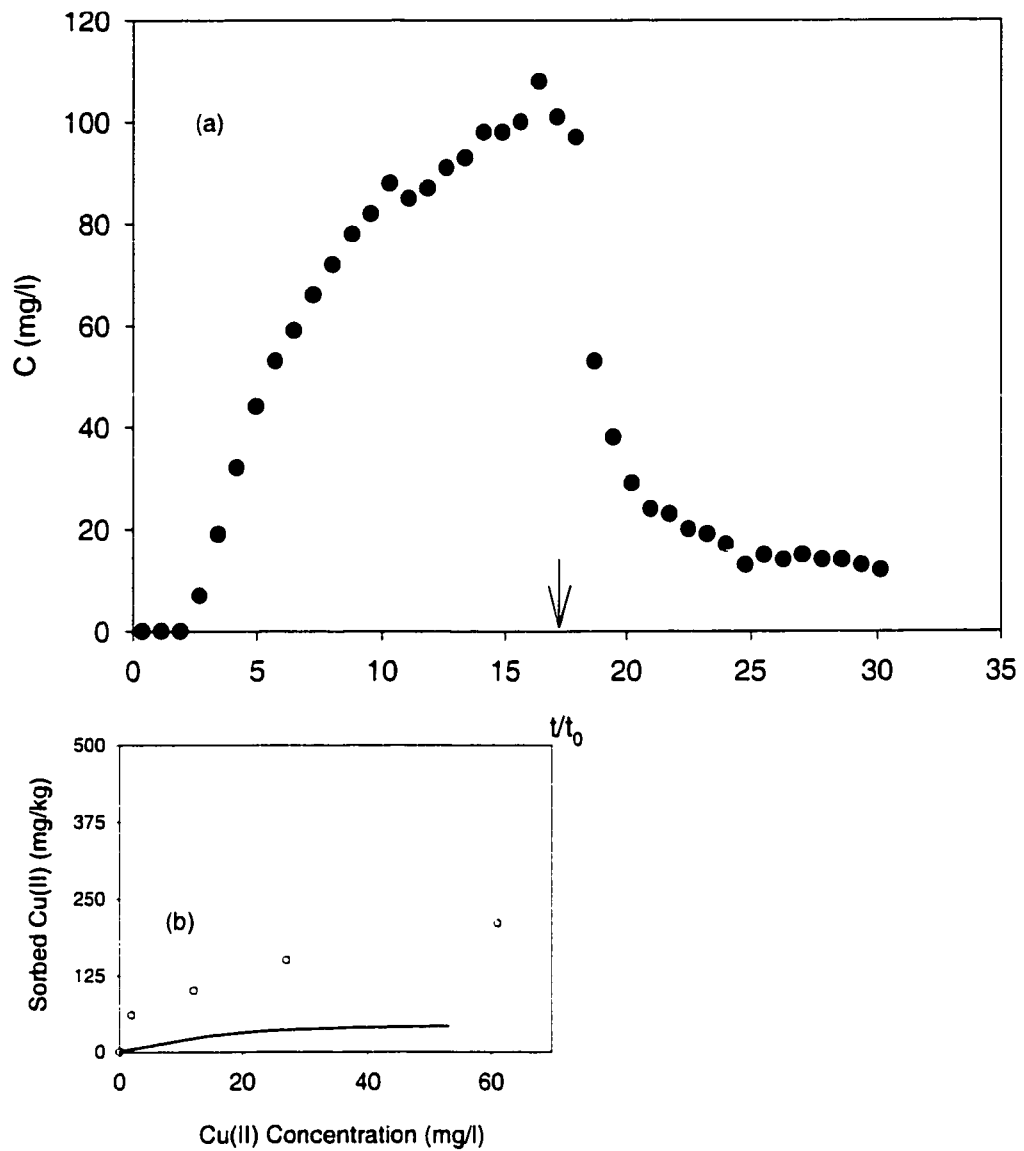 120
100
80
60
40
20
0
C (mg/l)
(a)
0 5 10 15 20 25 30 35
t/t₀
500
375
250
125
0
Sorbed Cu(II) (mg/kg)
(b)
0 20 40 60
Cu(II) Concentration (mg/l)